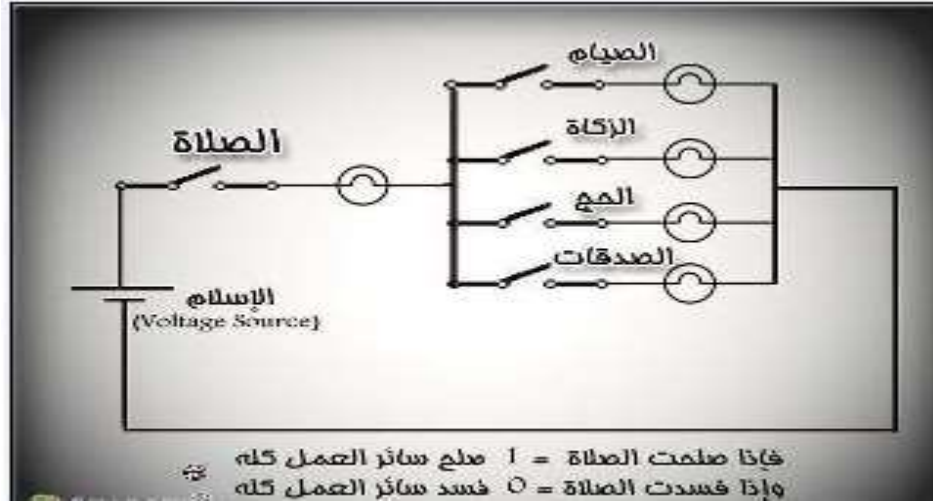 الصيام
الزكاة
الصلاة
الحج
الصدقات
الإسلام
(Voltage Source)
فإذا صلحت الصلاة = 1 صلح سائر العمل كله
وإذا فسدت الصلاة = 0 فسد سائر العمل كله